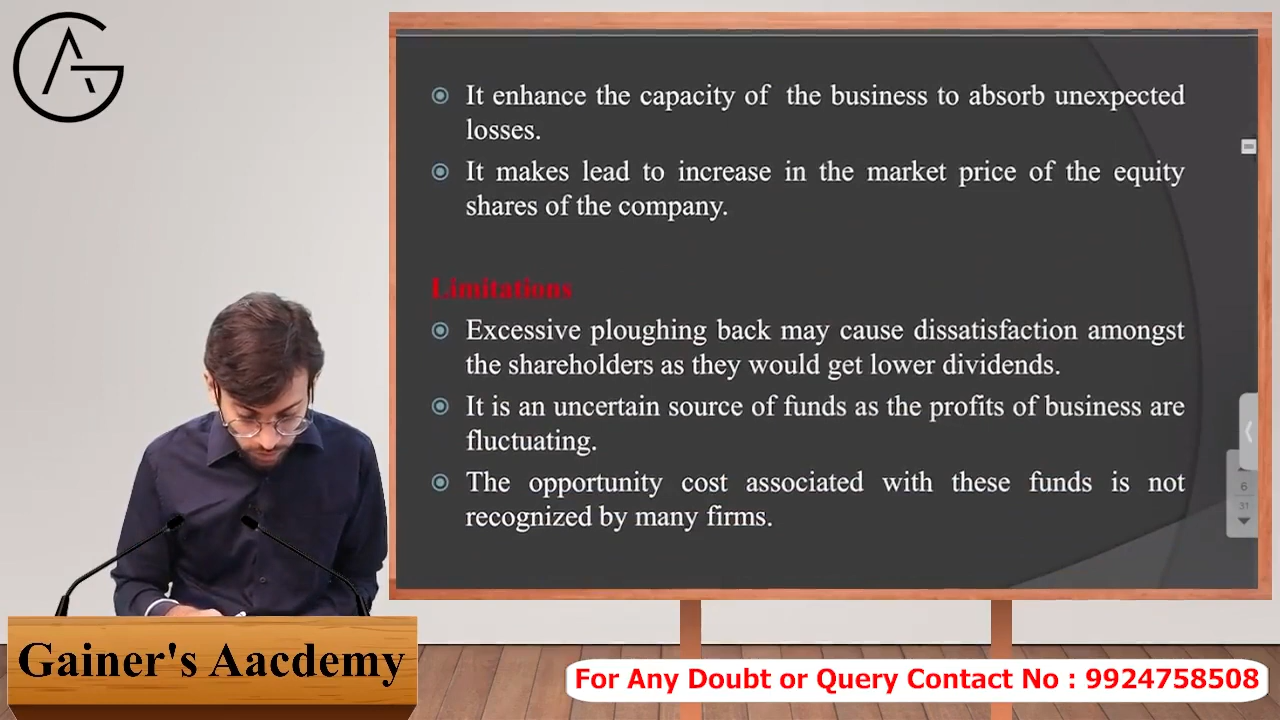 It enhance the capacity of the business to absorb unexpected
losses.
It makes lead to increase in the market price of the equity
shares of the company.
Limitations
Excessive ploughing back may cause dissatisfaction amongst
the shareholders as they would get lower dividends.
It is an uncertain source of funds as the profits of business are
fluctuating.
The opportunity cost associated with these funds is not
recognized by many firms.
6
31
Gainer's Aacdemy
For Any Doubt or Query Contact No : 9924758508